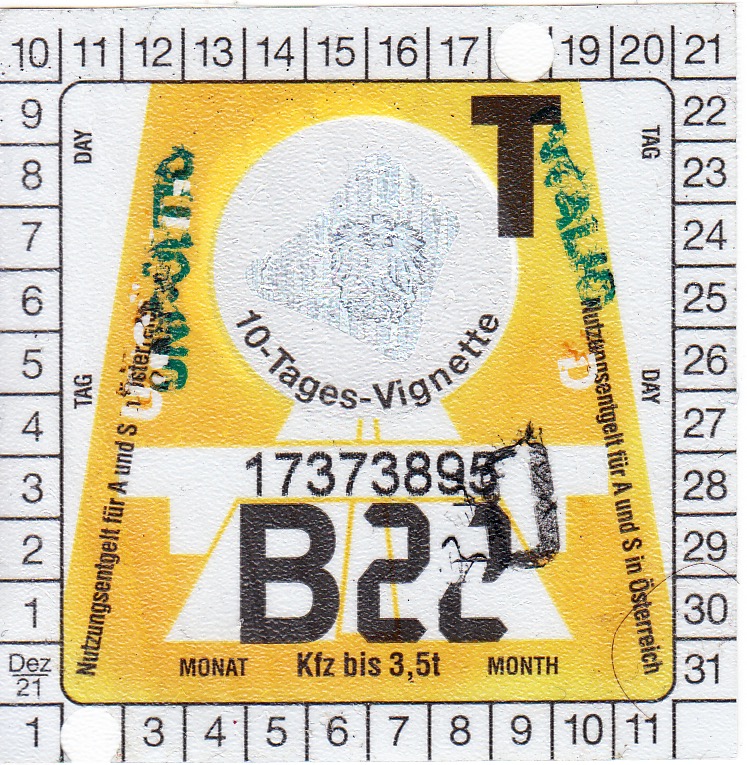 10 11 12 13 14 15 16 17 19 20 21
9 22
8 23
7 24
6 25
5 26
4 27
3 28
2 29
1 30
Dez
21
31
1 3 4 5 6 7 8 9 10 11
DAY
TAG
TAG
DAY
T
10-Tages-Vignette
17373895
B22
MONAT Kfz bis 3,5t MONTH
Nutzungsentgelt für A und S in Österreich
Nutzungsentgelt für A und S in Österreich